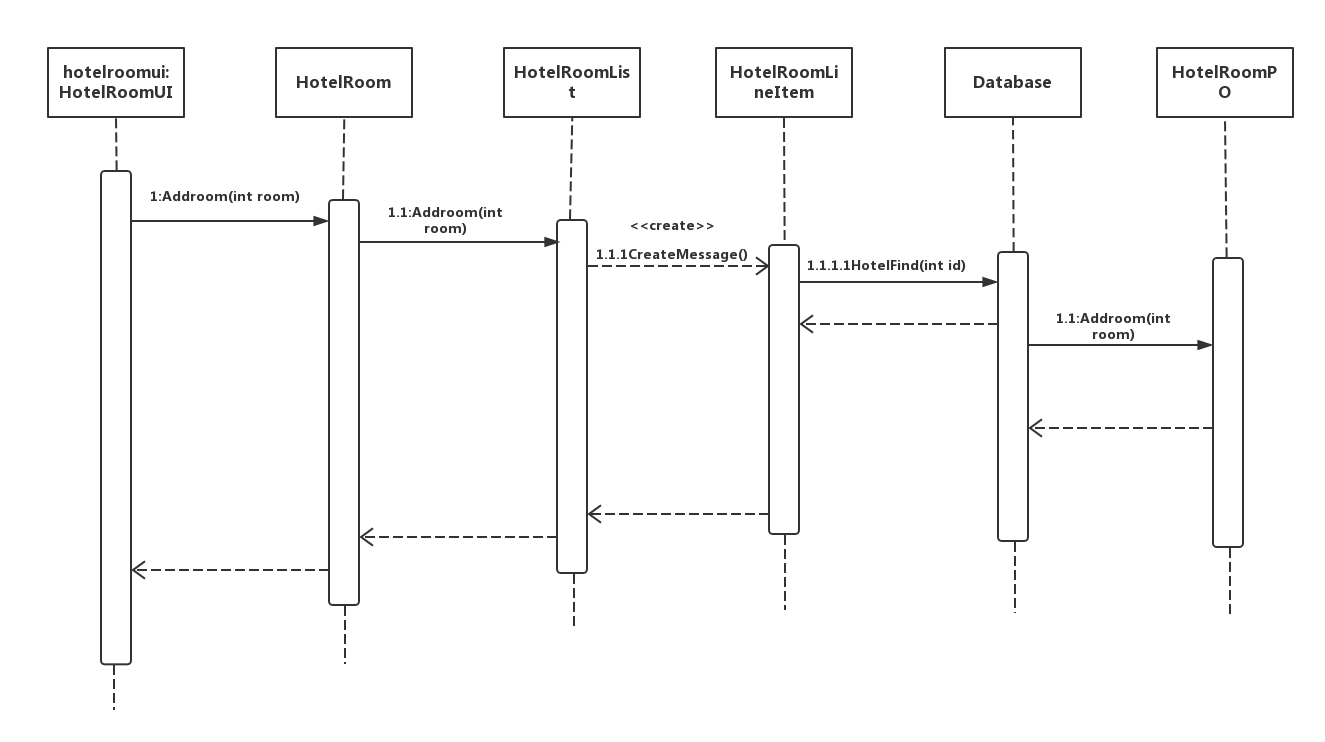 hotelroomui:
HotelRoomUI
HotelRoom
HotelRoomLis
t
HotelRoomLi
neItem
Database
HotelRoomP
O
1:Addroom(int room)
1.1:Addroom(int
room)
<<create>>
1.1.1CreateMessage()
1.1.1.1HotelFind(int id)
1.1:Addroom(int
room)